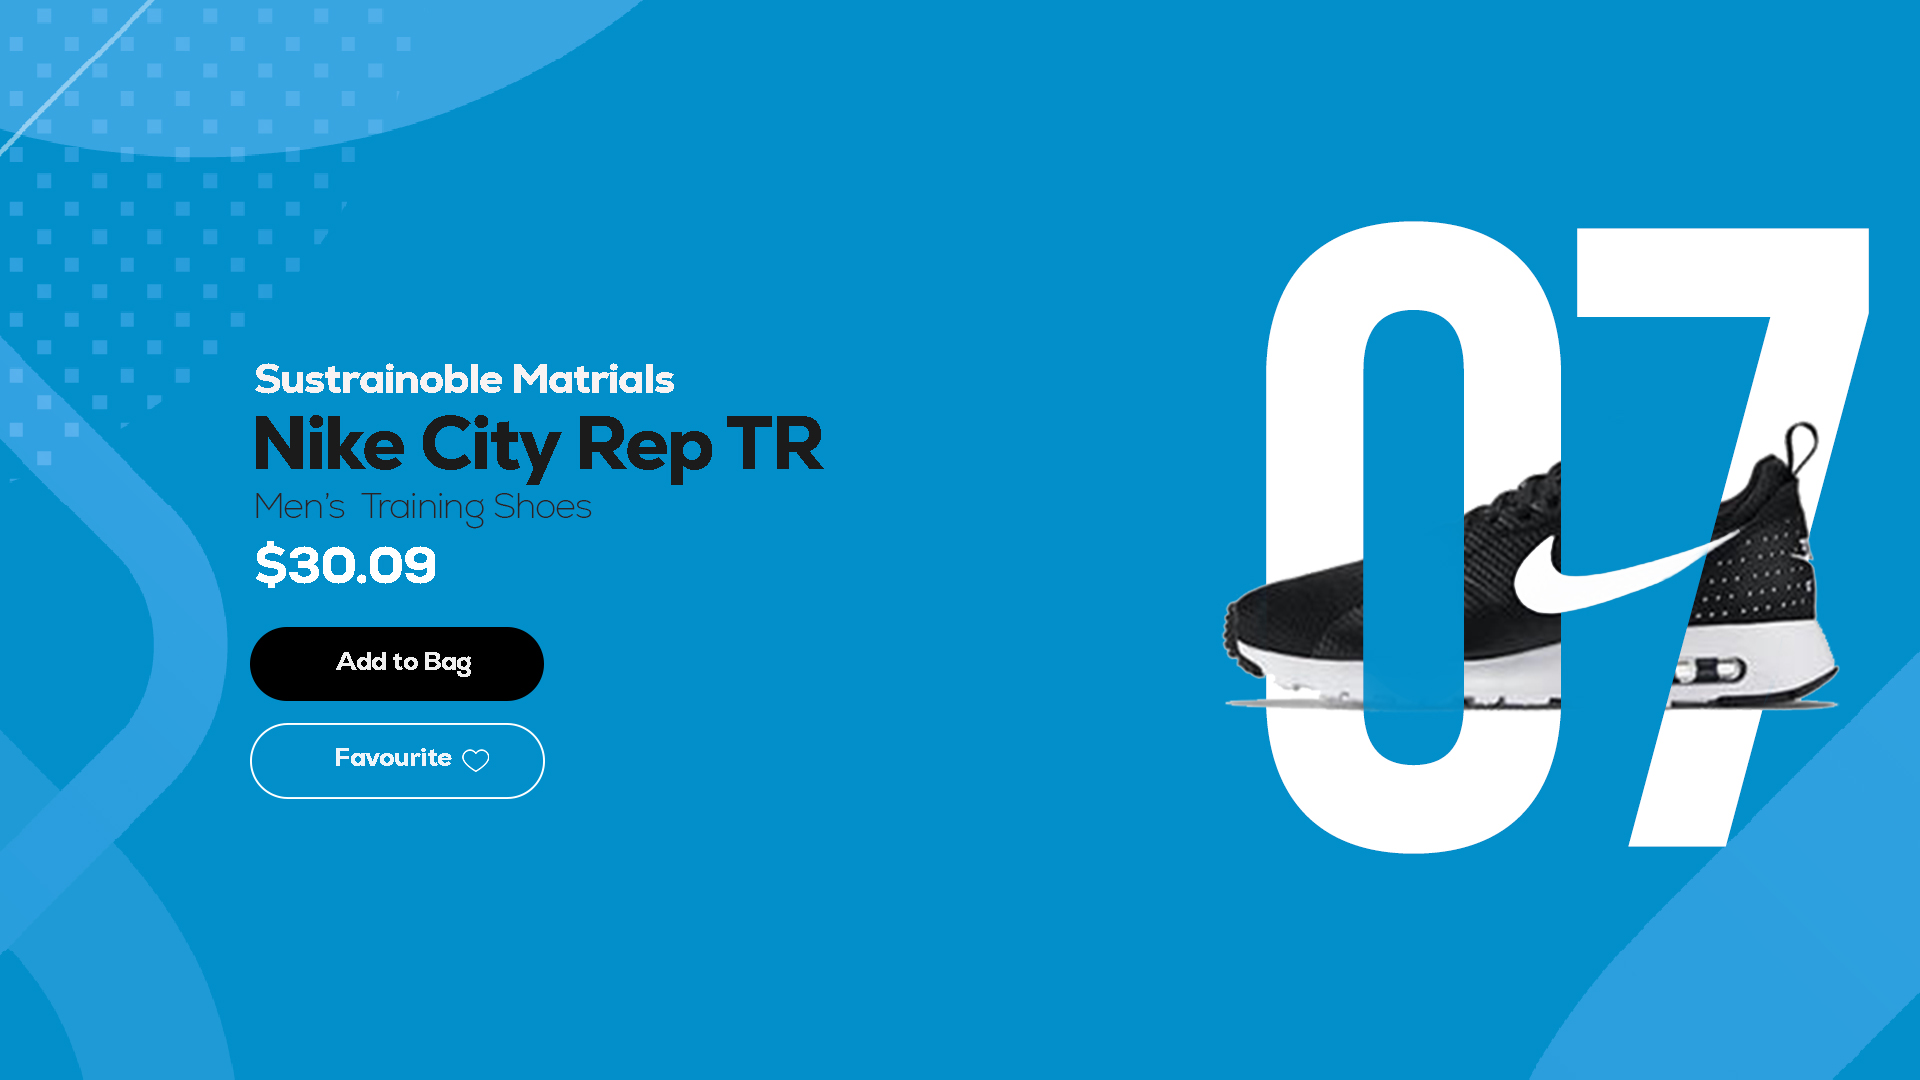 Sustrainoble Matrials
Nike City Rep TR
Men's Training Shoes
$30.09
Add to Bag
Favourite
07